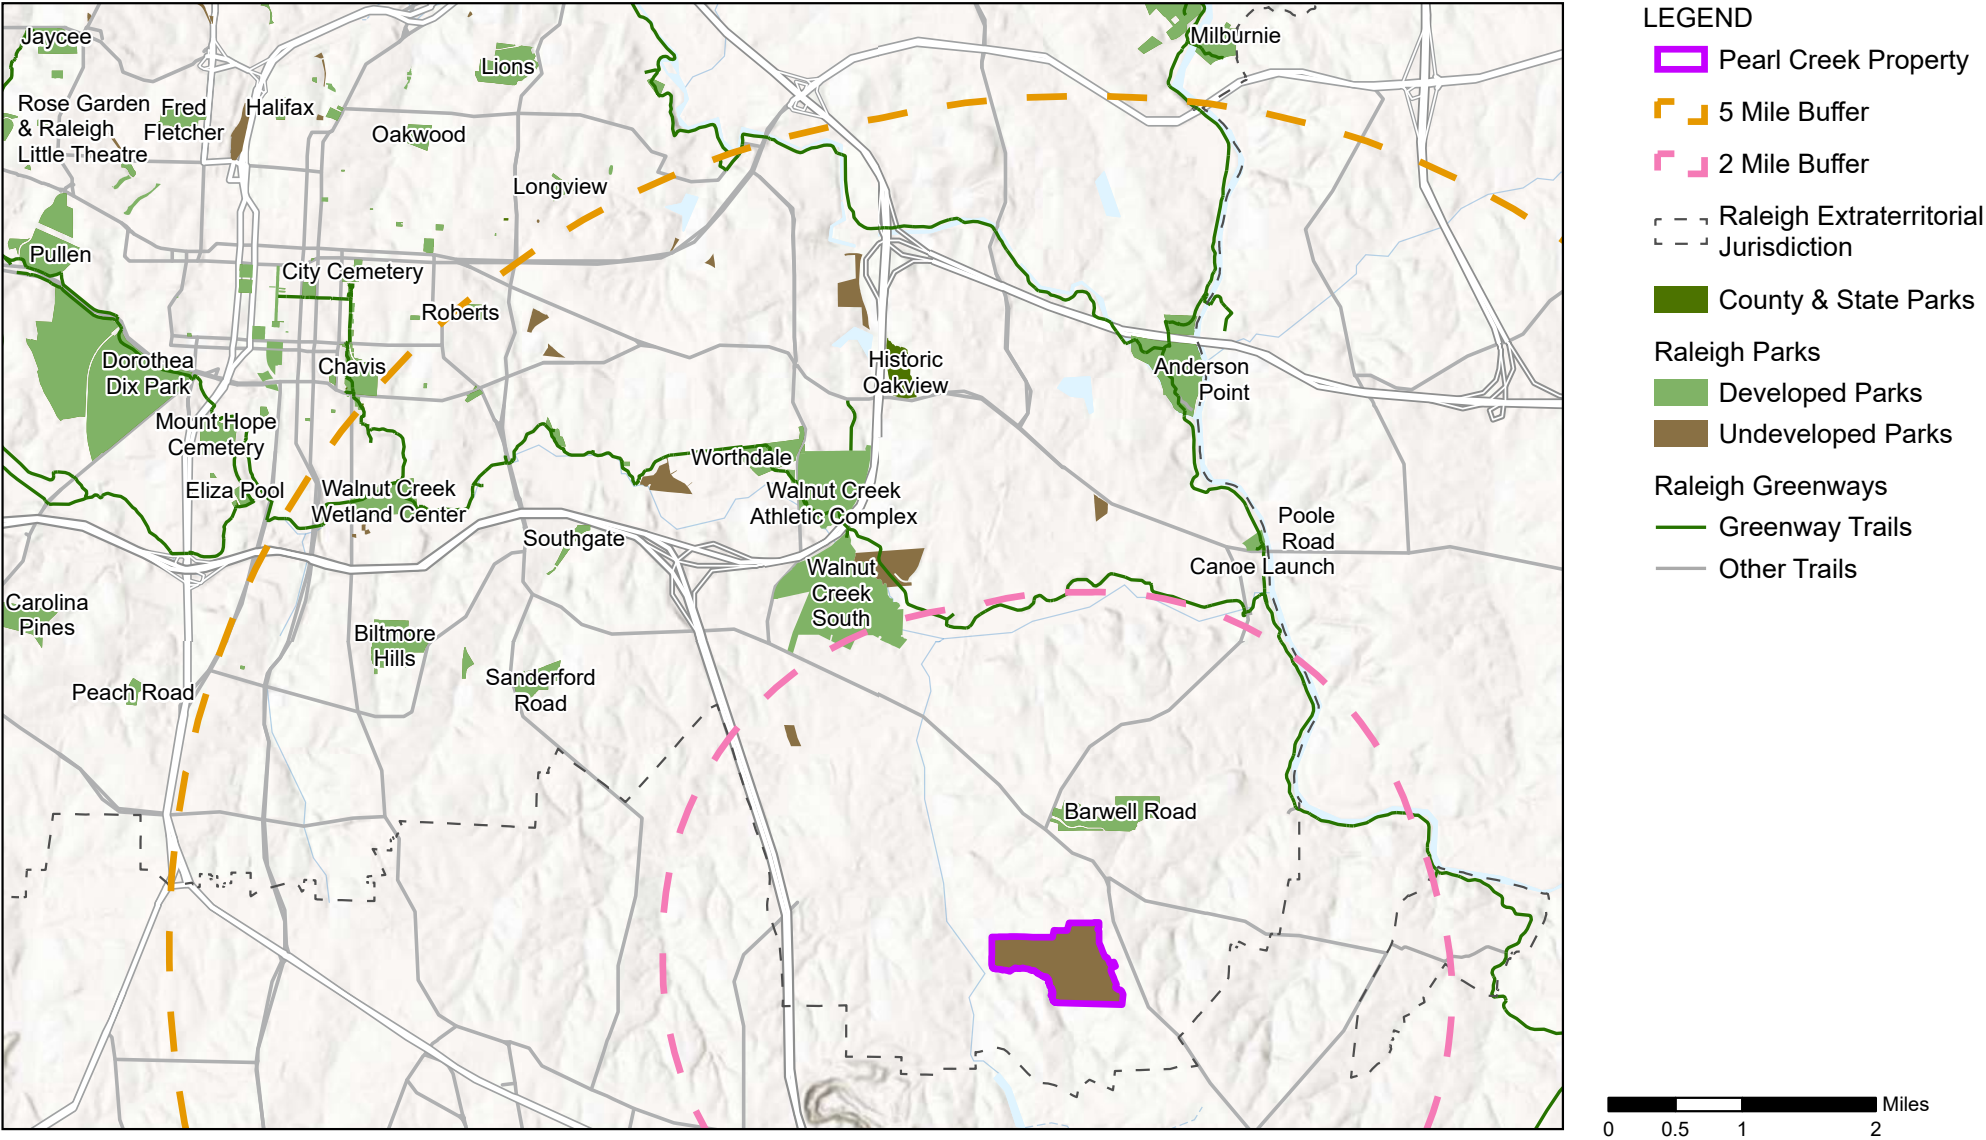 Jaycee
Lions
Milburnie
Rose Garden
& Raleigh
Little Theatre
Fred
Fletcher
Halifax
Oakwood
Longview
Pullen
City Cemetery
Roberts
Dorothea
Dix Park
Chavis
Historic
Oakview
Anderson
Point
Mount Hope
Cemetery
Worthdale
Eliza Pool
Walnut Creek
Wetland Center
Walnut Creek
Athletic Complex
Southgate
Poole
Road
Canoe Launch
Walnut
Creek
South
Carolina
Pines
Biltmore
Hills
Sanderford
Road
Peach Road
Barwell Road
LEGEND
Pearl Creek Property
5 Mile Buffer
2 Mile Buffer
Raleigh Extraterritorial
Jurisdiction
County & State Parks
Raleigh Parks
Developed Parks
Undeveloped Parks
Raleigh Greenways
Greenway Trails
Other Trails
Miles
0 0.5 1 2